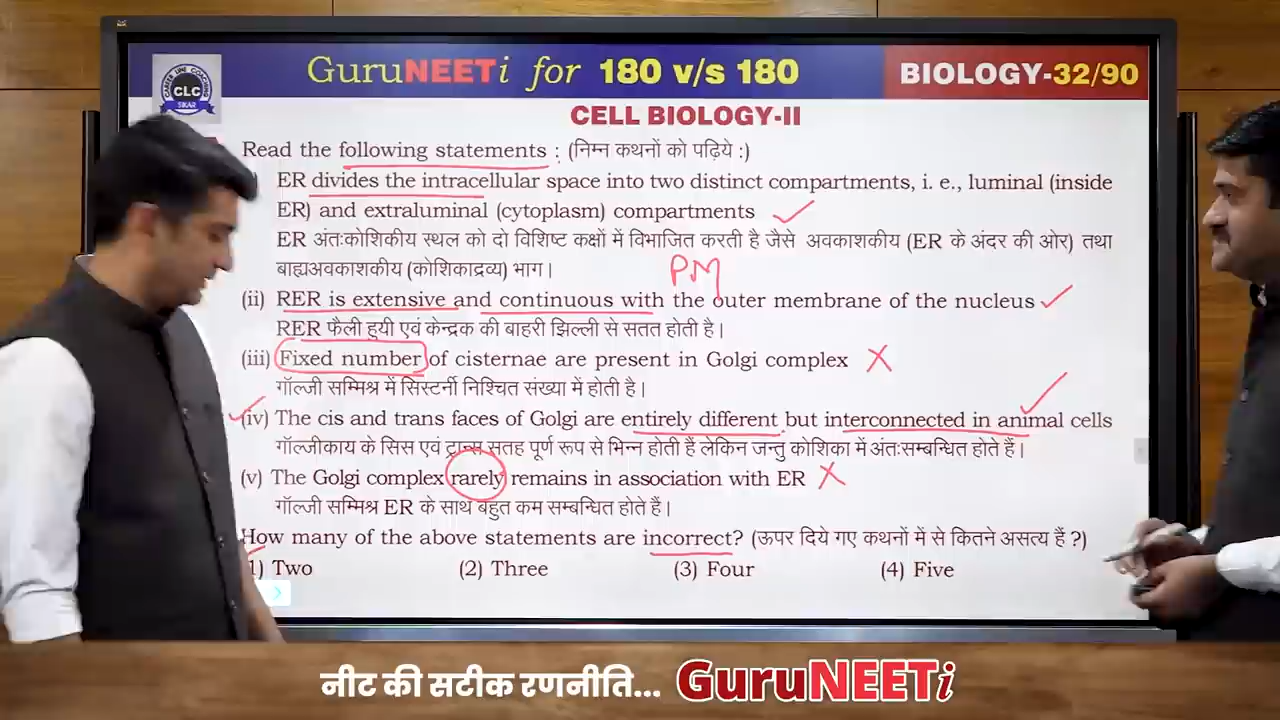 GuruNEETi for 180 v/s 180
BIOLOGY-32/90
CAREER LINE COACHING
CLC
SIKAR
CELL BIOLOGY-II
Read the following statements : (निम्न कथनों को पढ़िये :)
ER divides the intracellular space into two distinct compartments, i. e., luminal (inside
ER) and extraluminal (cytoplasm) compartments
ER अंतःकोशिकीय स्थल को दो विशिष्ट कक्षों में विभाजित करती है जैसे अवकाशकीय (ER के अंदर की ओर) तथा
बाह्यअवकाशकीय (कोशिकाद्रव्य) भाग।
PM
(ii) RER is extensive and continuous with the outer membrane of the nucleus
RER फैली हुयी एवं केन्द्रक की बाहरी झिल्ली से सतत होती है।
(iii) Fixed number of cisternae are present in Golgi complex
गॉल्जी सम्मिश्र में सिस्टर्नी निश्चित संख्या में होती है।
(iv) The cis and trans faces of Golgi are entirely different but interconnected in animal cells
गॉल्जीकाय के सिस एवं ट्रान्स सतह पूर्ण रूप से भिन्न होती हैं लेकिन जन्तु कोशिका में अंतःसम्बन्धित होते हैं।
(v) The Golgi complex rarely remains in association with ER
गॉल्जी सम्मिश्र ER के साथ बहुत कम सम्बन्धित होते हैं।
How many of the above statements are incorrect? (ऊपर दिये गए कथनों में से कितने असत्य हैं ?)
1) Two (2) Three (3) Four (4) Five
नीट की सटीक रणनीति... GuruNEETi